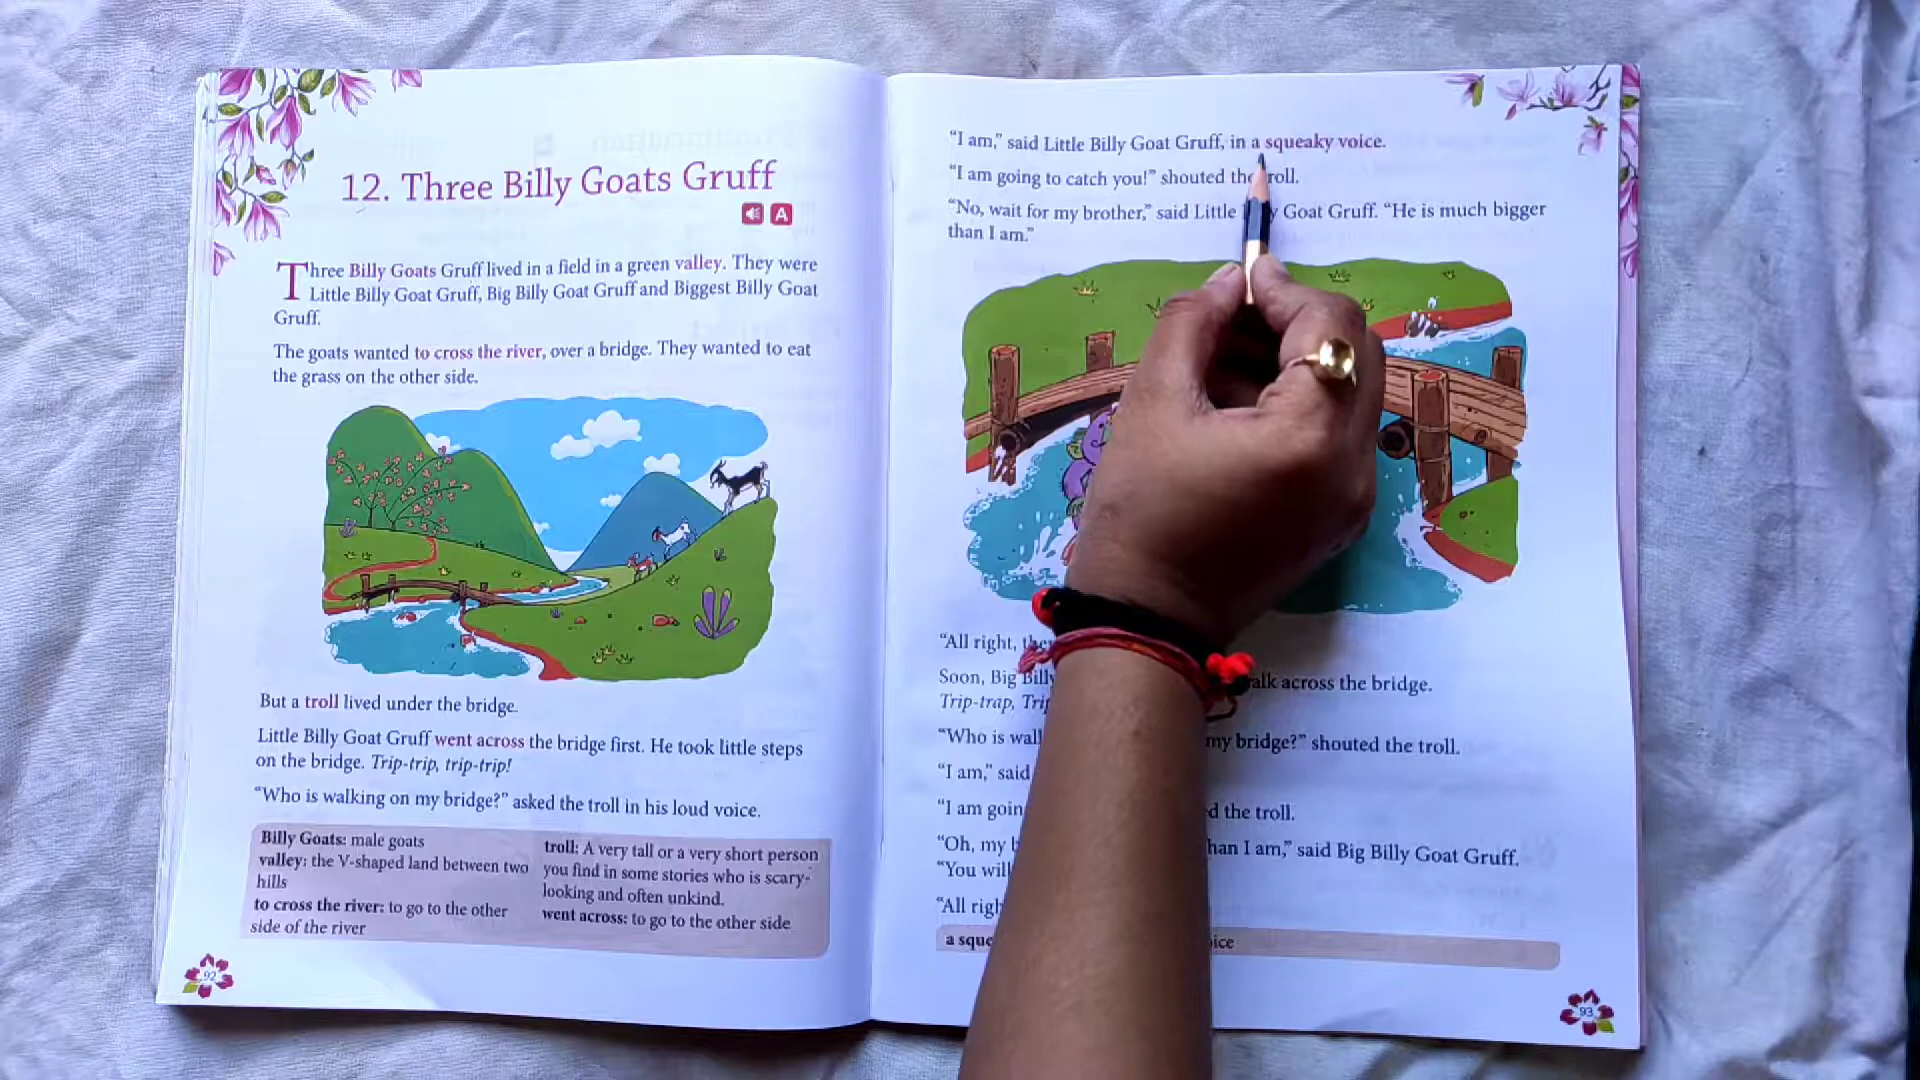 12. Three Billy Goats Gruff
A
Three Billy Goats Gruff lived in a field in a green valley. They were
Little Billy Goat Gruff, Big Billy Goat Gruff and Biggest Billy Goat
Gruff.
The goats wanted to cross the river, over a bridge. They wanted to eat
the grass on the other side.
But a troll lived under the bridge.
Little Billy Goat Gruff went across the bridge first. He took little steps
on the bridge. Trip-trip, trip-trip!
“Who is walking on my bridge?” asked the troll in his loud voice.
Billy Goats: male goats
valley: the V-shaped land between two
hills
to cross the river: to go to the other
side of the river
troll: A very tall or a very short person
you find in some stories who is scary-
looking and often unkind.
went across: to go to the other side
92
“I am,” said Little Billy Goat Gruff, in a squeaky voice.
“I am going to catch you!” shouted the troll.
“No, wait for my brother,” said Little Goat Gruff. “He is much bigger
than I am.”
“All right,
Soon, Big Billy across the bridge.
Trip-trap,
“Who is my bridge?” shouted the troll.
“I am,” said
“I am the troll.
“Oh, my than I am,” said Big Billy Goat Gruff.
“You
“All
a
93